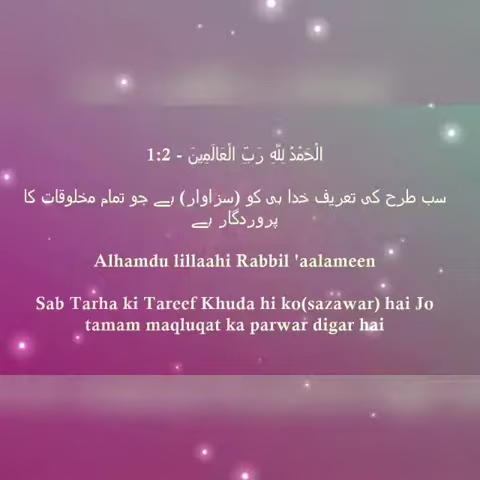 الْحَمْدُ لِلَّهِ رَبِّ الْعَالَمِينَ - 1:2
سب طرح کی تعریف خدا ہی کو (سزاوار) ہے جو تمام مخلوقات کا
پروردگار ہے
Alhamdu lillaahi Rabbil 'aalameen
Sab Tarha ki Tareef Khuda hi ko(sazawar) hai Jo
tamam maqluqat ka parwar digar hai